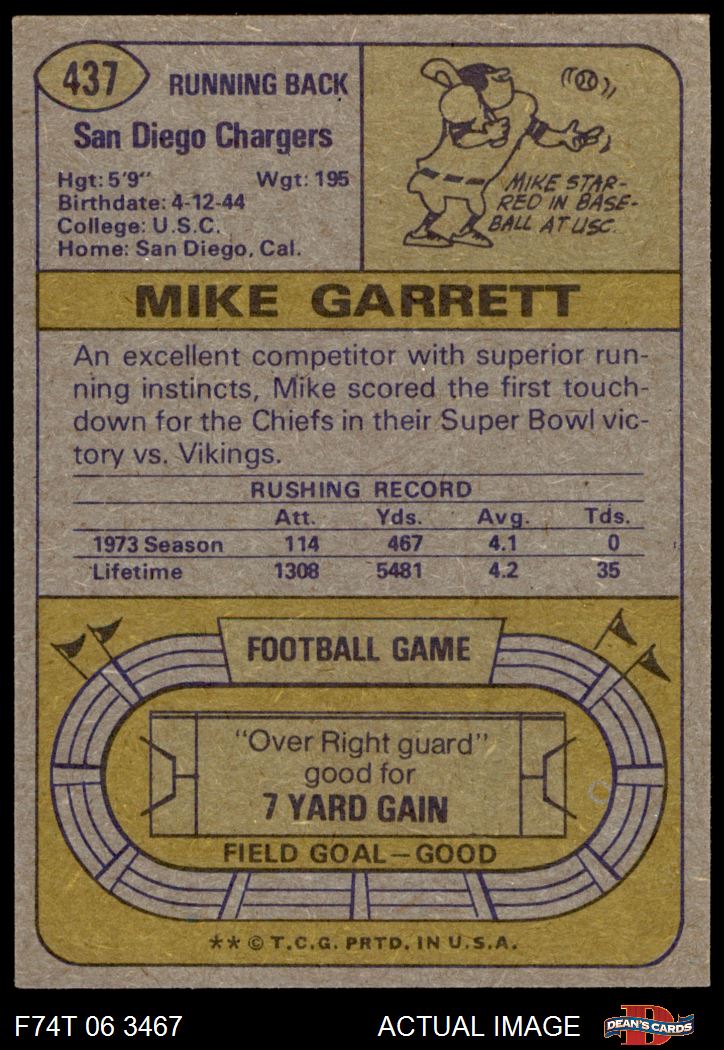 437
RUNNING BACK
San Diego Chargers
Hgt: 5'9" Wgt: 195
Birthdate: 4-12-44
College: U.S.C.
Home: San Diego, Cal.
MIKE STAR-
RED IN BASE-
BALL AT USC.
MIKE GARRETT
An excellent competitor with superior run-
ning instincts, Mike scored the first touch-
down for the Chiefs in their Super Bowl vic-
tory vs. Vikings.
RUSHING RECORD
Att. Yds. Avg. Tds.
1973 Season 114 467 4.1 0
Lifetime 1308 5481 4.2 35
FOOTBALL GAME
"Over Right guard"
good for
7 YARD GAIN
FIELD GOAL—GOOD
** © T.C.G. PRTD. IN U.S.A.
F74T 06 3467 ACTUAL IMAGE D DEAN'S CARDS